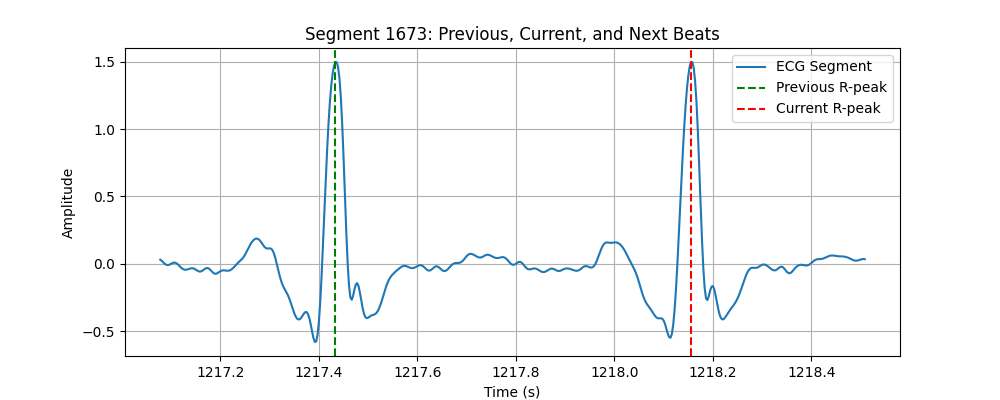 Segment 1673: Previous, Current, and Next Beats
ECG Segment
Previous R-peak
Current R-peak
Amplitude
1.5
1.0
0.5
0.0
−0.5
1217.2 1217.4 1217.6 1217.8 1218.0 1218.2 1218.4
Time (s)